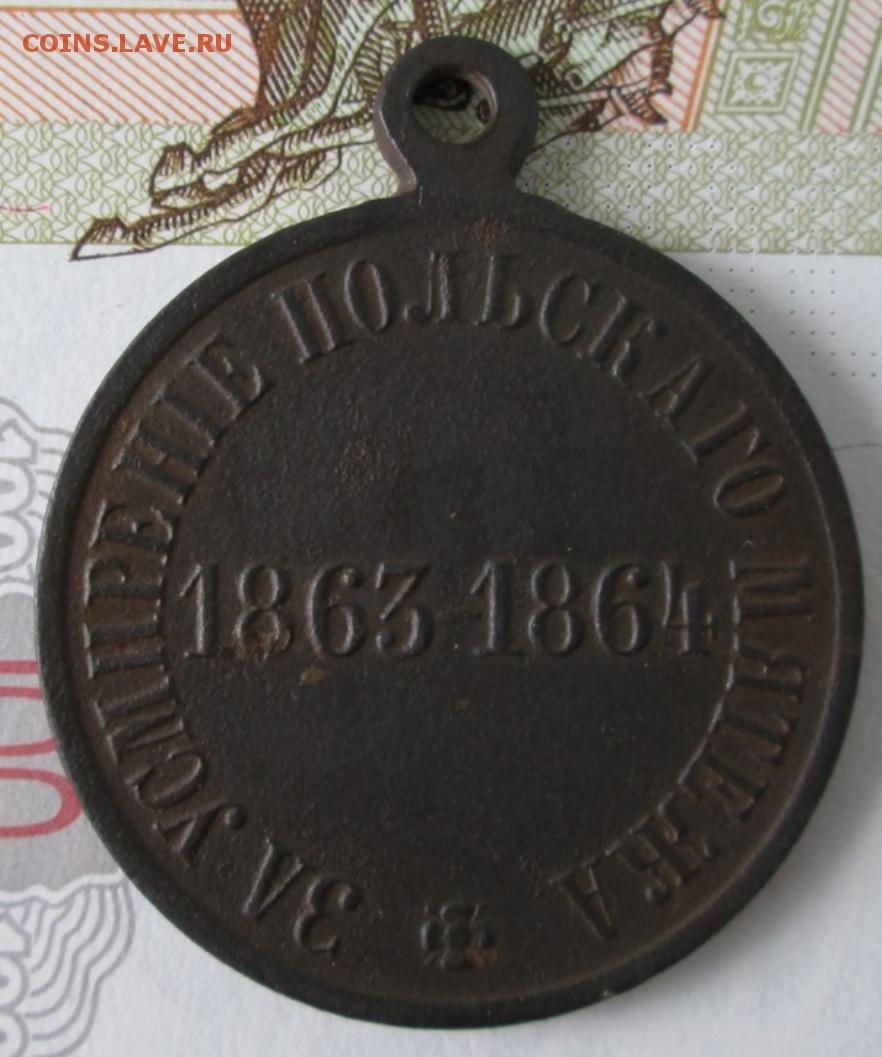 COINS.LAVE.RU
ЗА УСМИРЕНІЕ ПОЛЬСКАГО МЯТЕЖА
1863-1864